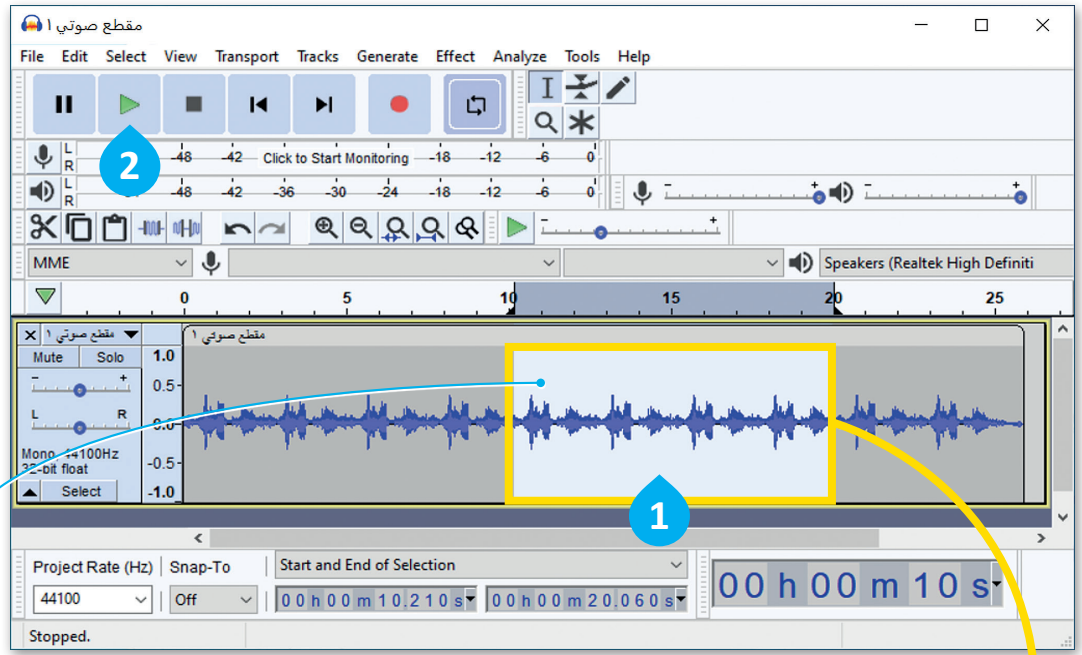 مقطع صوتي ١
File Edit Select View Transport Tracks Generate Effect Analyze Tools Help
L
R
-48 -42 Click to Start Monitoring -18 -12 -6 0
2
L
R
-48 -42 -36 -30 -24 -18 -12 -6 0
- +
- +
- +
MME
Speakers (Realtek High Definiti
0 5 10 15 20 25
مقطع صوتي ١
مقطع صوتي ١
Mute Solo
- +
L R
Mono, 44100Hz
32-bit float
Select
1.0
0.5
0.0
-0.5
-1.0
1
Project Rate (Hz) Snap-To Start and End of Selection
44100 Off 00 h 00 m 10.210 s 00 h 00 m 20.060 s
00 h 00 m 10 s
Stopped.